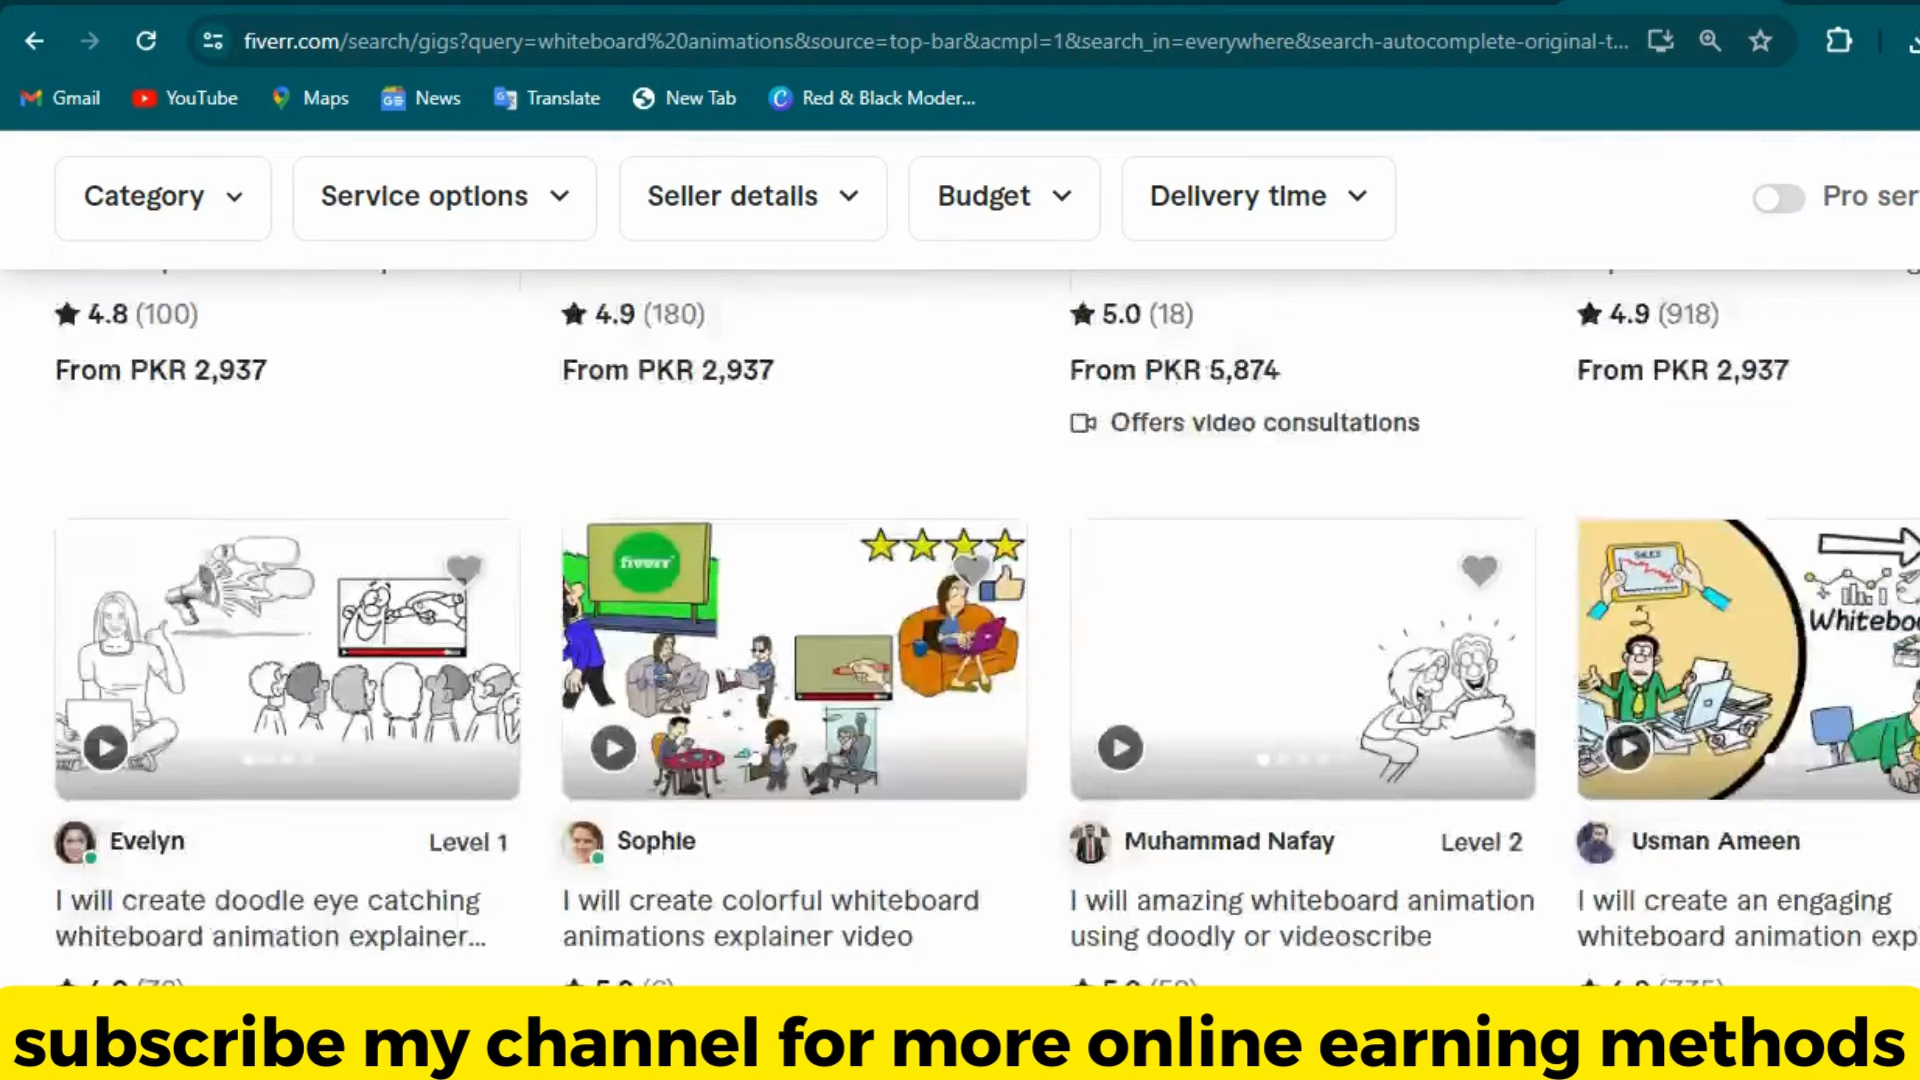 fiverr.com/search/gigs?query=whiteboard%20animations&source=top-bar&acmpl=1&search_in=everywhere&search-autocomplete-original-t...
Gmail YouTube Maps News Translate New Tab Red & Black Moder...
Category Service options Seller details Budget Delivery time Pro ser
4.8 (100) 4.9 (180) 5.0 (18) 4.9 (918)
From PKR 2,937 From PKR 2,937 From PKR 5,874 From PKR 2,937
Offers video consultations
fiverr
SALES
Whiteboa
Evelyn Level 1 Sophie Muhammad Nafay Level 2 Usman Ameen
I will create doodle eye catching
whiteboard animation explainer...
I will create colorful whiteboard
animations explainer video
I will amazing whiteboard animation
using doodly or videoscribe
I will create an engaging
whiteboard animation exp
subscribe my channel for more online earning methods